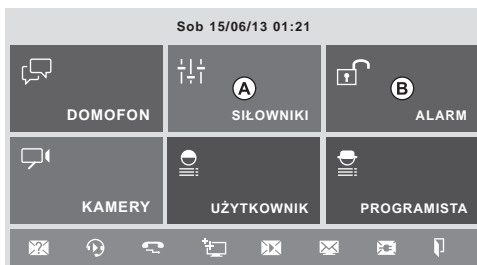 Sob 15/06/13 01:21
DOMOFON
A
SIŁOWNIKI
B
ALARM
KAMERY
UŻYTKOWNIK
PROGRAMISTA